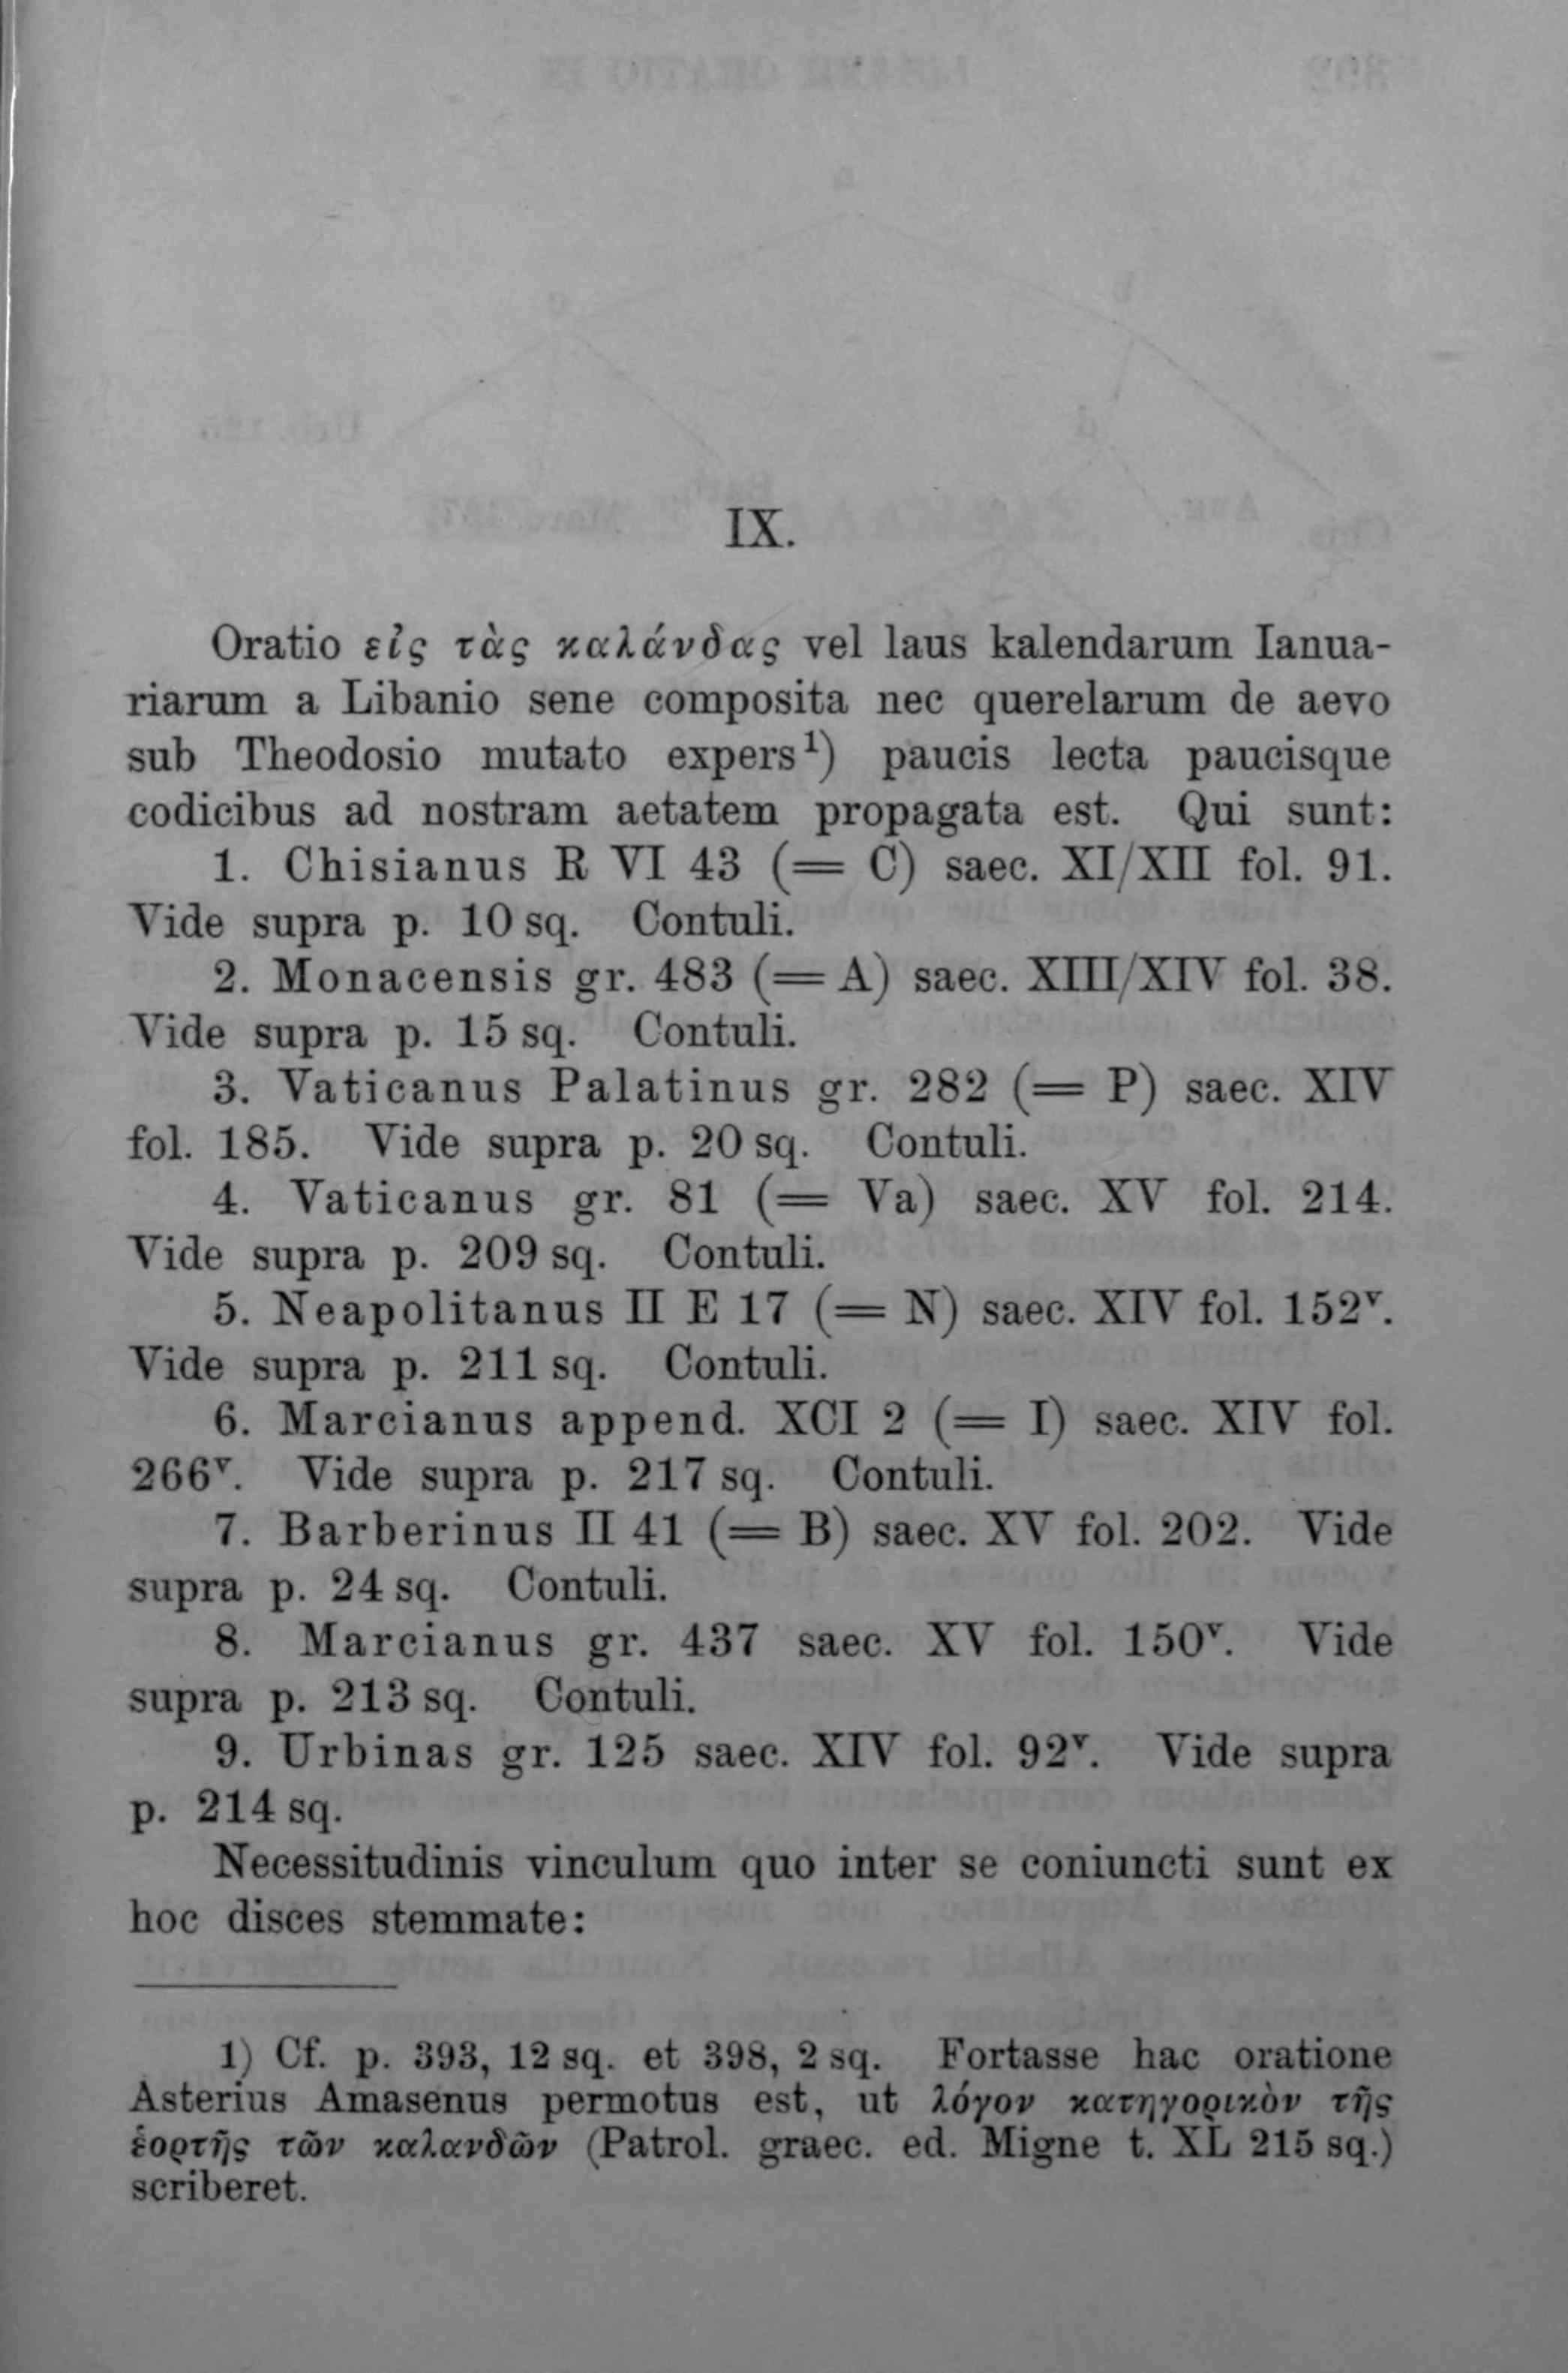 IX.
Oratio εἰς τὰς καλάνδας vel laus kalendarum Ianua-
riarum a Libanio sene composita nec querelarum de aevo
sub Theodosio mutato expers¹) paucis lecta paucisque
codicibus ad nostram aetatem propagata est. Qui sunt:
1. Chisianus R VI 43 (= C) saec. XI/XII fol. 91.
Vide supra p. 10 sq. Contuli.
2. Monacensis gr. 483 (= A) saec. XIII/XIV fol. 38.
Vide supra p. 15 sq. Contuli.
3. Vaticanus Palatinus gr. 282 (= P) saec. XIV
fol. 185. Vide supra p. 20 sq. Contuli.
4. Vaticanus gr. 81 (= Va) saec. XV fol. 214.
Vide supra p. 209 sq. Contuli.
5. Neapolitanus II E 17 (= N) saec. XIV fol. 152ᵛ.
Vide supra p. 211 sq. Contuli.
6. Marcianus append. XCI 2 (= I) saec. XIV fol.
266ᵛ. Vide supra p. 217 sq. Contuli.
7. Barberinus II 41 (= B) saec. XV fol. 202. Vide
supra p. 24 sq. Contuli.
8. Marcianus gr. 437 saec. XV fol. 150ᵛ. Vide
supra p. 213 sq. Contuli.
9. Urbinas gr. 125 saec. XIV fol. 92ᵛ. Vide supra
p. 214 sq.
Necessitudinis vinculum quo inter se coniuncti sunt ex
hoc disces stemmate:
1) Cf. p. 393, 12 sq. et 398, 2 sq. Fortasse hac oratione
Asterius Amasenus permotus est, ut λόγον κατηγορικὸν τῆς
ἑορτῆς τῶν καλανδῶν (Patrol. graec. ed. Migne t. XL 215 sq.)
scriberet.